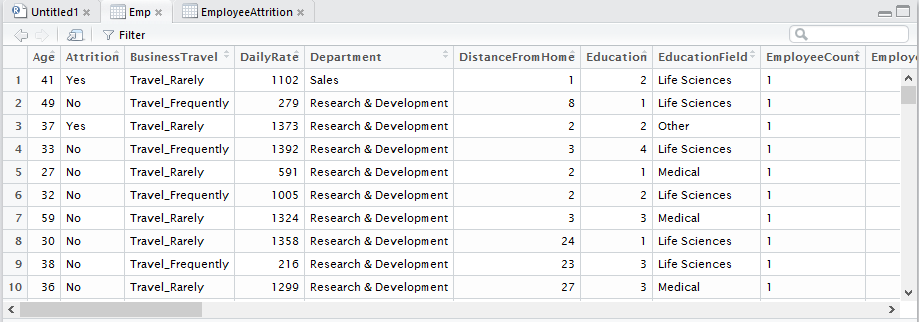 Untitled1 Emp EmployeeAttrition
Filter
Age Attrition BusinessTravel DailyRate Department DistanceFromHome Education EducationField EmployeeCount Employe
1 41 Yes Travel_Rarely 1102 Sales 1 2 Life Sciences 1
2 49 No Travel_Frequently 279 Research & Development 8 1 Life Sciences 1
3 37 Yes Travel_Rarely 1373 Research & Development 2 2 Other 1
4 33 No Travel_Frequently 1392 Research & Development 3 4 Life Sciences 1
5 27 No Travel_Rarely 591 Research & Development 2 1 Medical 1
6 32 No Travel_Frequently 1005 Research & Development 2 2 Life Sciences 1
7 59 No Travel_Rarely 1324 Research & Development 3 3 Medical 1
8 30 No Travel_Rarely 1358 Research & Development 24 1 Life Sciences 1
9 38 No Travel_Frequently 216 Research & Development 23 3 Life Sciences 1
10 36 No Travel_Rarely 1299 Research & Development 27 3 Medical 1